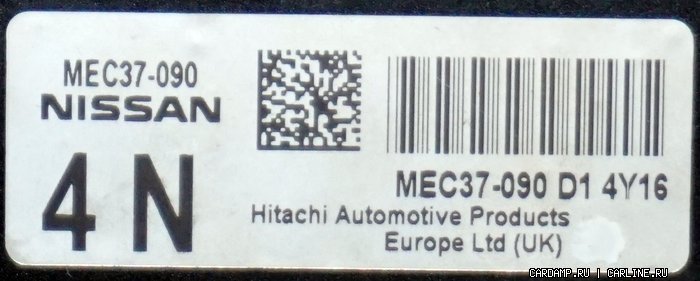 MEC37-090
NISSAN
4 N
MEC37-090 D1 4Y16
Hitachi Automotive Products
Europe Ltd (UK)
CARDAMP.RU | CARLINE.RU